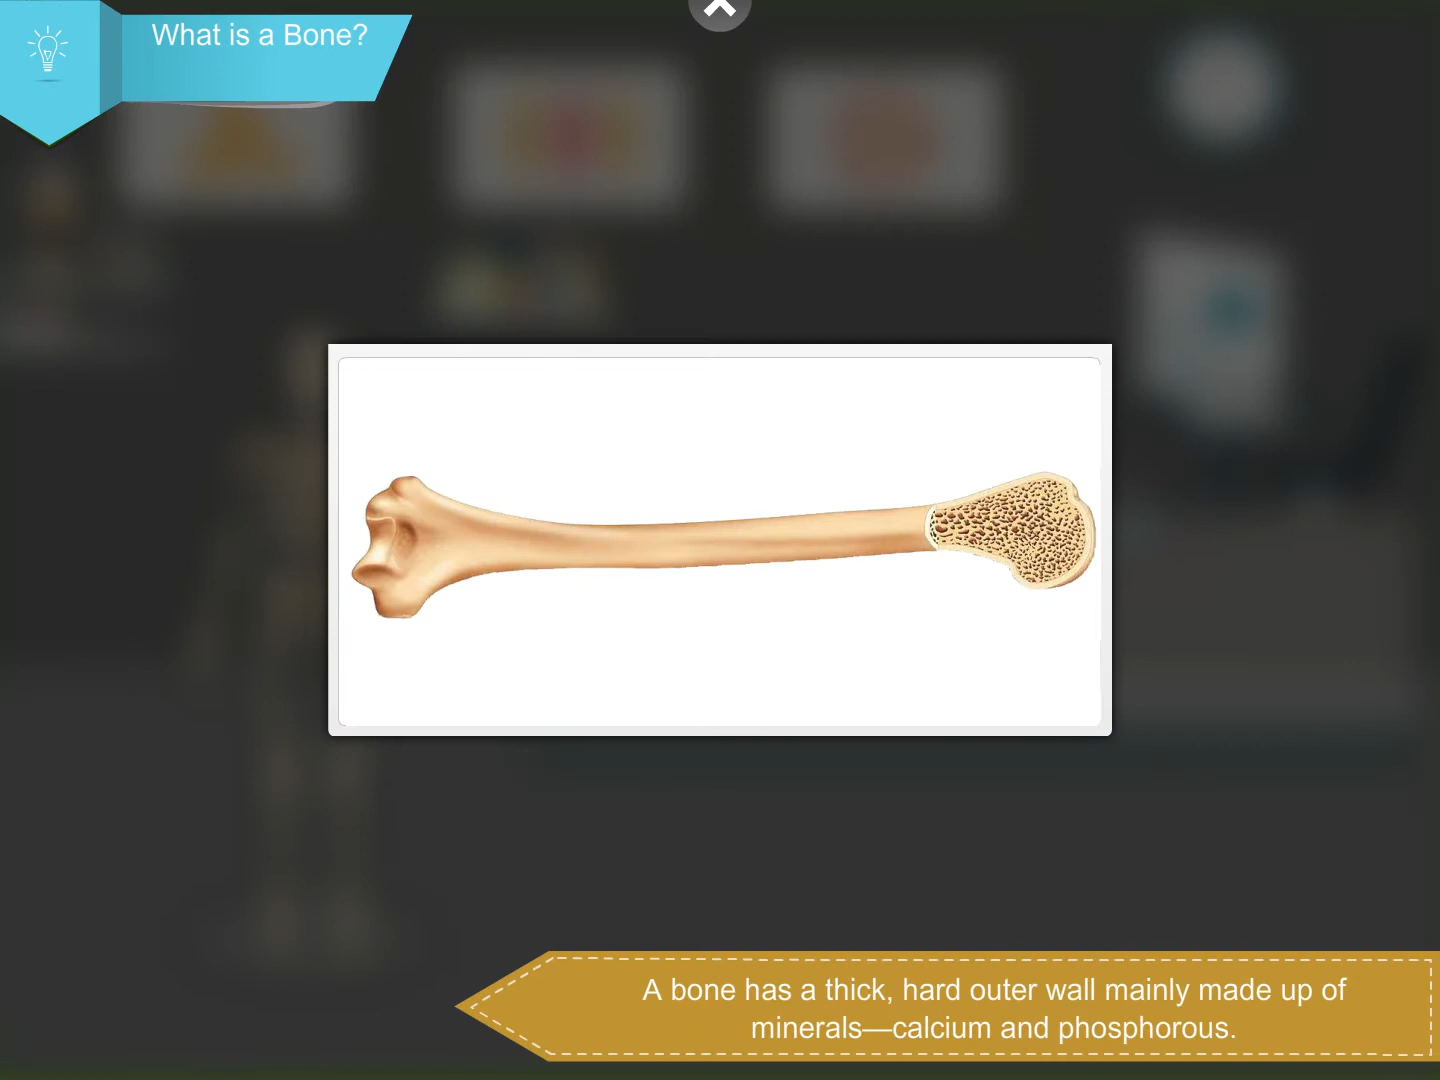 What is a Bone?
A bone has a thick, hard outer wall mainly made up of
minerals—calcium and phosphorous.